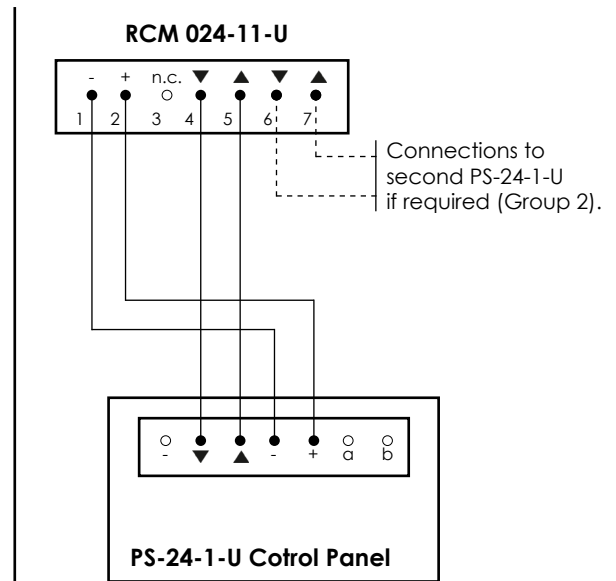 RCM 024-11-U
- + n.c. ▼ ▲ ▼ ▲
1 2 3 4 5 6 7
Connections to
second PS-24-1-U
if required (Group 2).
- ▼ ▲ - + a b
PS-24-1-U Cotrol Panel